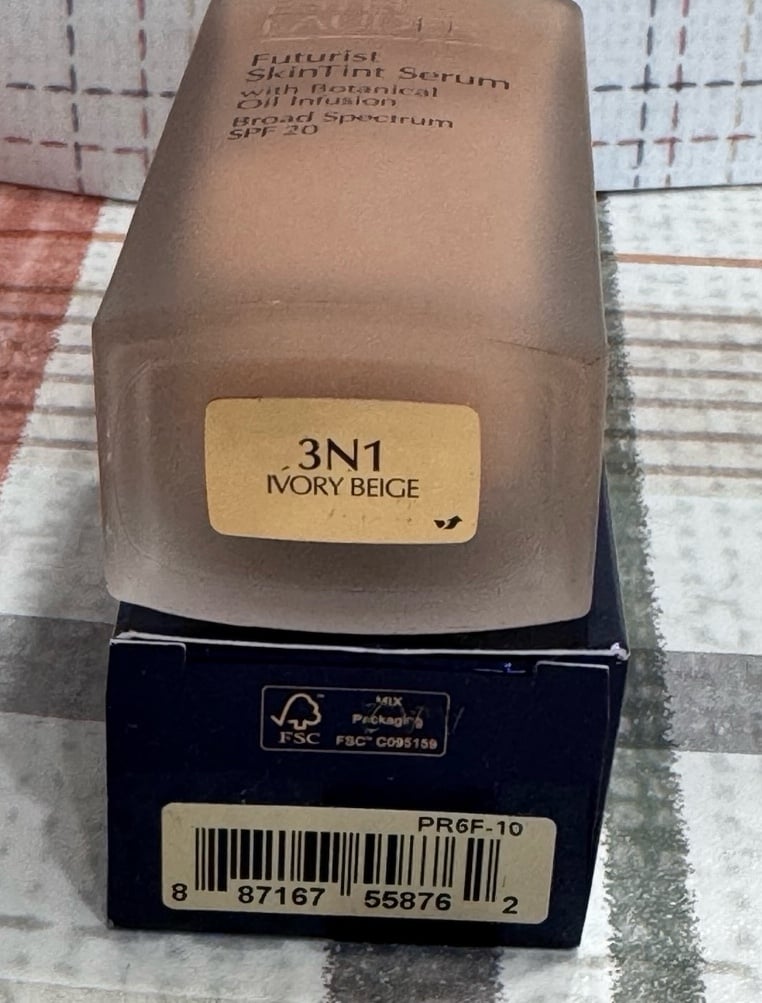 Futurist
SkinTint Serum
with Botanical
Oil Infusion
Broad Spectrum
SPF 20
3N1
IVORY BEIGE
FSC
MIX
Packaging
FSC™ C095159
PR6F-10
8 87167 55876 2